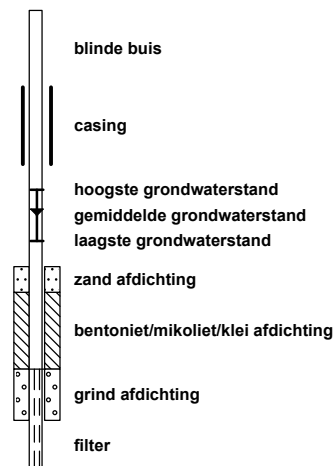 blinde buis
casing
hoogste grondwaterstand
gemiddelde grondwaterstand
laagste grondwaterstand
zand afdichting
bentoniet/mikoliet/klei afdichting
grind afdichting
filter